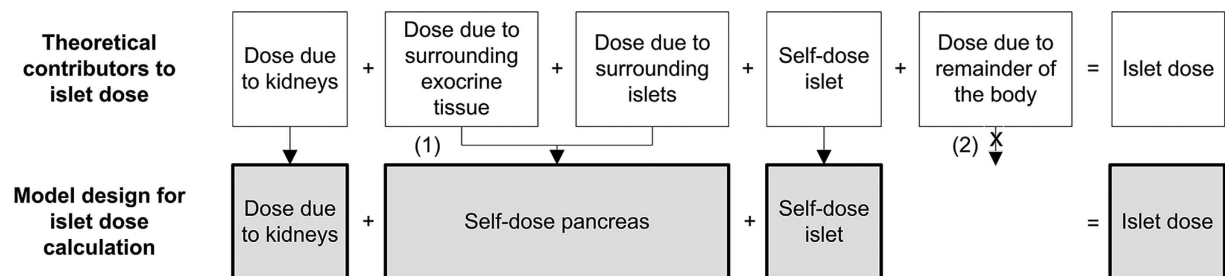 Theoretical
contributors to
islet dose
Dose due
to kidneys
+
Dose due to
surrounding
exocrine
tissue
+
Dose due to
surrounding
islets
+
Self-dose
islet
+
Dose due to
remainder of
the body
=
Islet dose
(1)
(2)
X
Model design for
islet dose
calculation
Dose due
to kidneys
+
Self-dose pancreas
+
Self-dose
islet
=
Islet dose